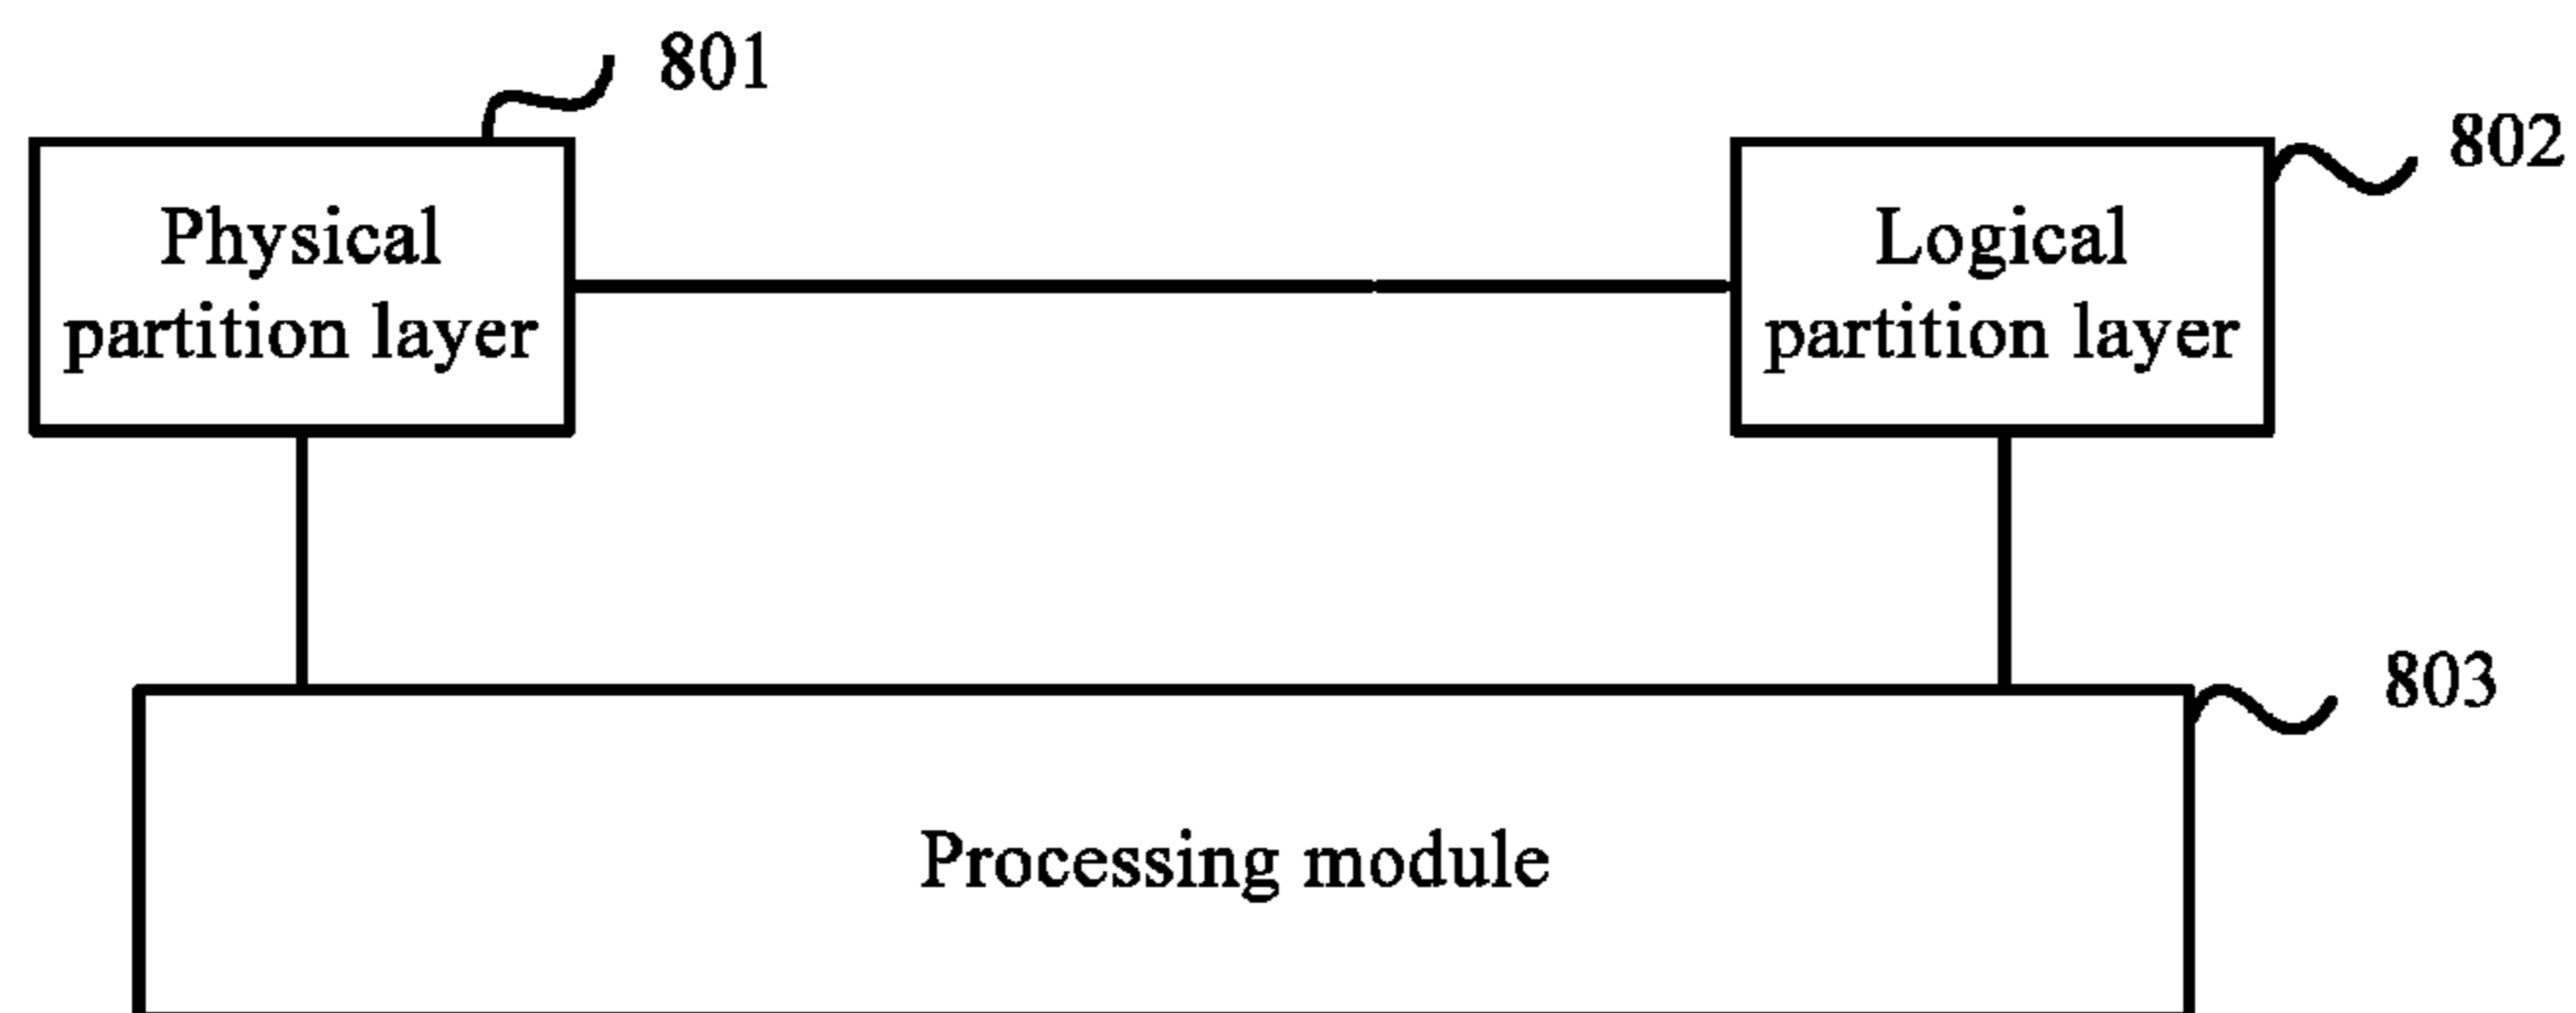 801
802
Physical
partition layer
Logical
partition layer
803
Processing module